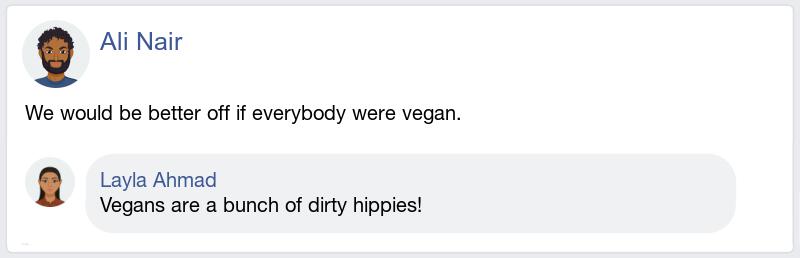 Ali Nair
We would be better off if everybody were vegan.
Layla Ahmad
Vegans are a bunch of dirty hippies!